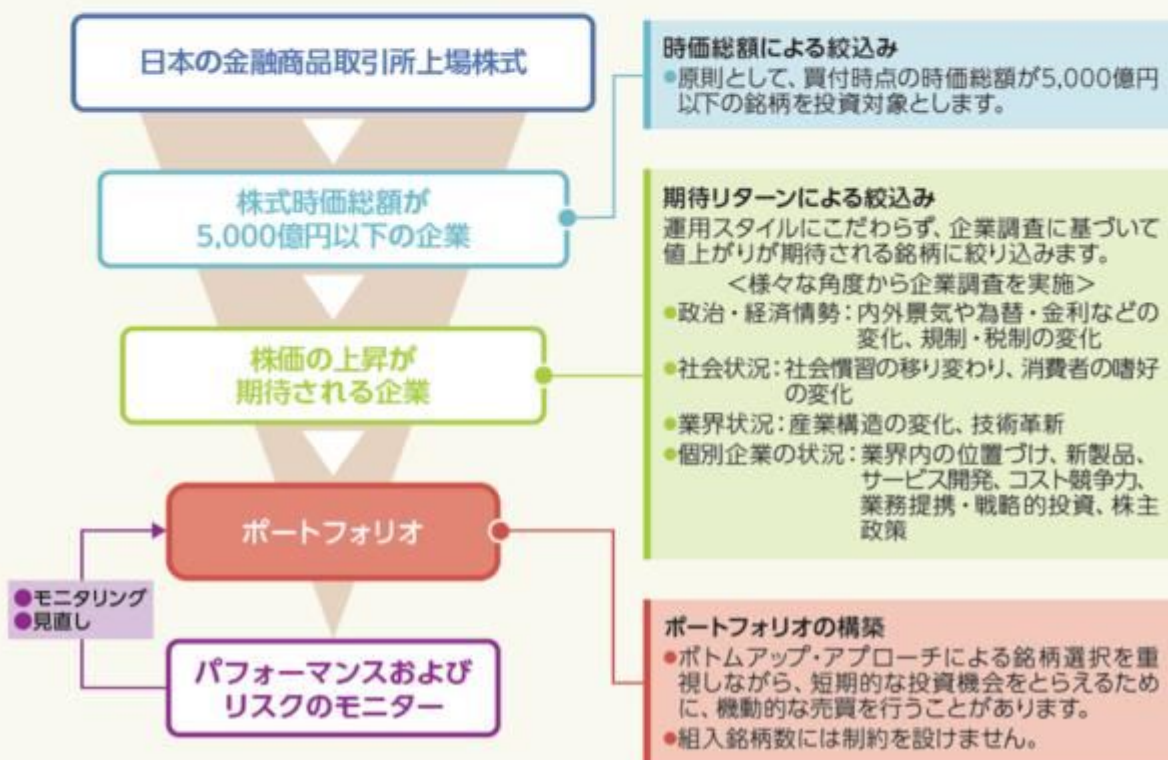 日本の金融商品取引所上場株式
時価総額による絞込み
●原則として、買付時点の時価総額が5,000億円
以下の銘柄を投資対象とします。
株式時価総額が
5,000億円以下の企業
期待リターンによる絞込み
運用スタイルにこだわらず、企業調査に基づいて
値上がりが期待される銘柄に絞り込みます。
<様々な角度から企業調査を実施>
●政治・経済情勢:内外景気や為替・金利などの
変化、規制・税制の変化
●社会状況:社会慣習の移り変わり、消費者の嗜好
の変化
●業界状況:産業構造の変化、技術革新
●個別企業の状況:業界内の位置づけ、新製品、
サービス開発、コスト競争力、
業務提携・戦略的投資、株主
政策
株価の上昇が
期待される企業
ポートフォリオ
●モニタリング
●見直し
パフォーマンスおよび
リスクのモニター
ポートフォリオの構築
●ボトムアップ・アプローチによる銘柄選択を重
視しながら、短期的な投資機会をとらえるため
に、機動的な売買を行うことがあります。
●組入銘柄数には制約を設けません。